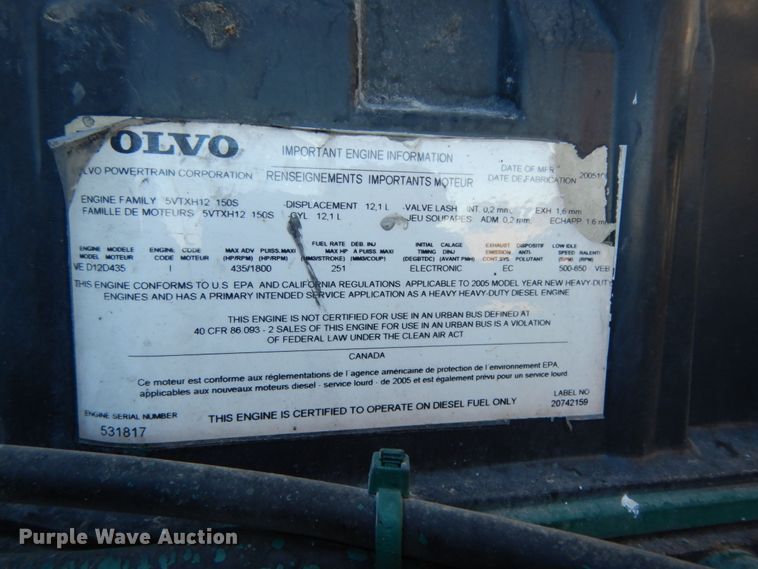 VOLVO
IMPORTANT ENGINE INFORMATION
DATE OF MFR
LVO POWERTRAIN CORPORATION
RENSEIGNEMENTS IMPORTANTS MOTEUR
DATE DE FABRICATION 20051
ENGINE FAMILY 5VTXH12 150S DISPLACEMENT 12,1 L VALVE LASH INT. 0,2 mm, EXH 1,6 mm
FAMILLE DE MOTEURS 5VTXH12 150S CYL 12,1 L JEU SOUPAPES ADM. 0,2 mm ECHAPP 1,6 m
ENGINE MODELE ENGINE CODE MAX ADV PUISS.MAXI FUEL RATE DEB. INJ INITIAL CALAGE EXHAUST DISPOSITIF LOW IDLE
MODEL MOTEUR CODE MOTEUR (HP/RPM) (HP/RPM) MAX HP A PUISS. MAXI TIMING DINJ EMISSION ANTI- SPEED RALENTI
(MM3/STROKE) (MM3/COUP) (DEGBTDC) (AVANT PMH) CONT.SYS. POLLUTANT (RPM) (RPM)
VE D12D435 I 435/1800 251 ELECTRONIC EC 500-650 VEB
THIS ENGINE CONFORMS TO U.S EPA AND CALIFORNIA REGULATIONS APPLICABLE TO 2005 MODEL YEAR NEW HEAVY-DUTY
ENGINES AND HAS A PRIMARY INTENDED SERVICE APPLICATION AS A HEAVY HEAVY-DUTY DIESEL ENGINE
THIS IS NOT CERTIFICATED FOR USE IN AN URBAN BUS DEFINED AT
40 CFR 86.093 - 2 SALES OF THIS ENGINE FOR USE IN AN URBAN BUS IS A VIOLATION
OF FEDERAL LAW UNDER THE CLEAN AIR ACT
CANADA
Ce moteur est conforme aux réglementations de l'agence américaine de protection de l'environnement EPA,
applicables aux nouveaux moteurs diesel - service lourd - de 2005 et est également prévu pour un service lourd
ENGINE SERIAL NUMBER
THIS ENGINE IS CERTIFIED TO OPERATE ON DIESEL FUEL ONLY
LABEL NO
531817
20742159
Purple Wave Auction